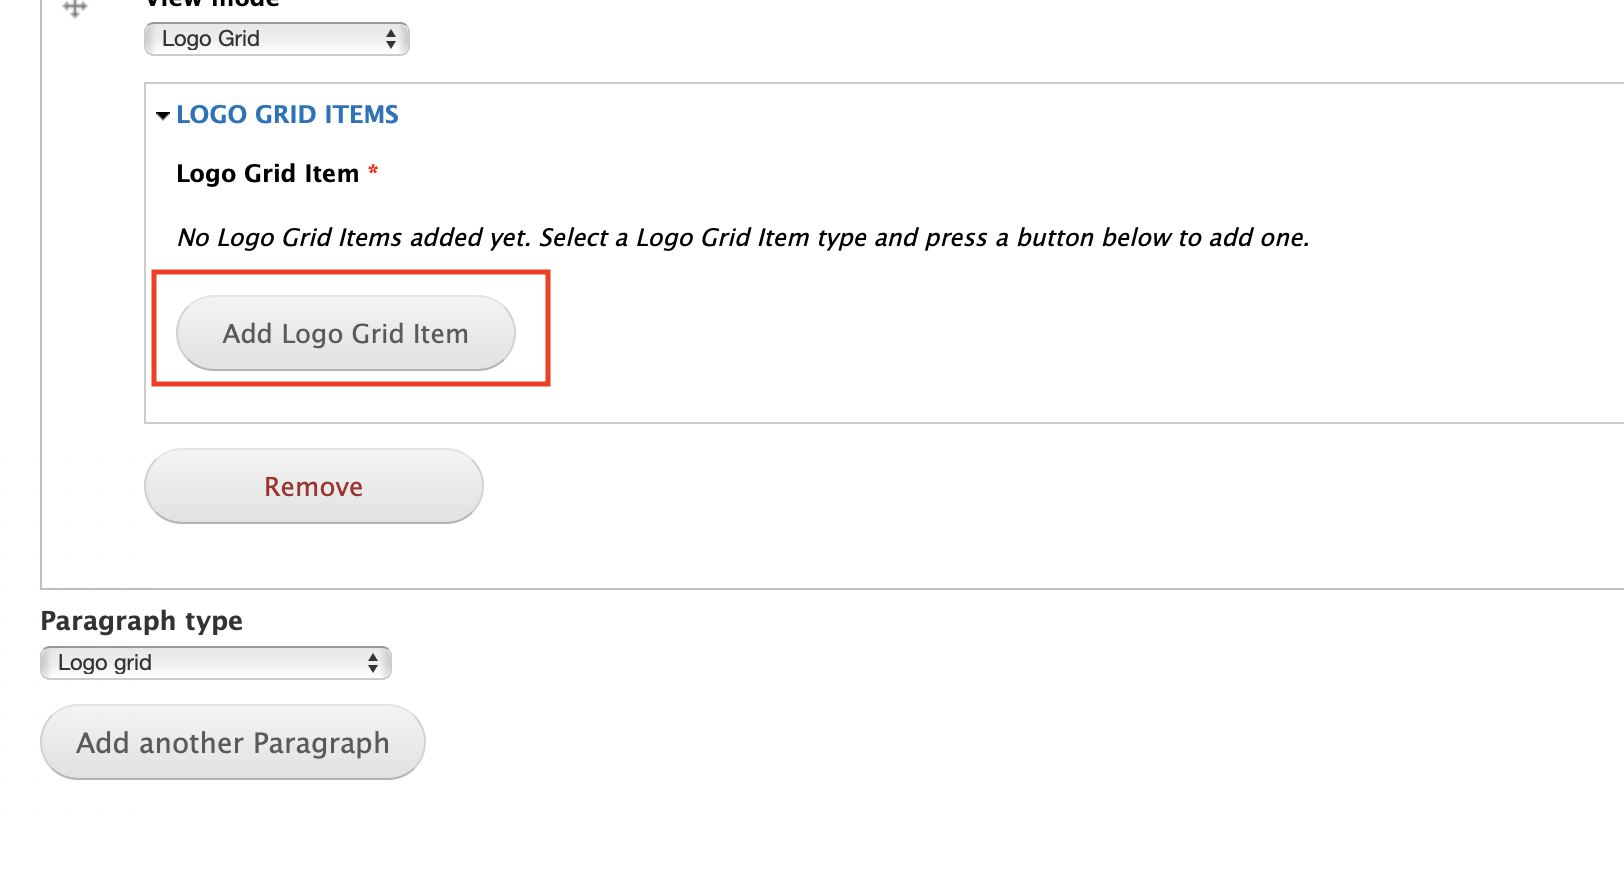 View mode
Logo Grid
LOGO GRID ITEMS
Logo Grid Item *
No Logo Grid Items added yet. Select a Logo Grid Item type and press a button below to add one.
Add Logo Grid Item
Remove
Paragraph type
Logo grid
Add another Paragraph